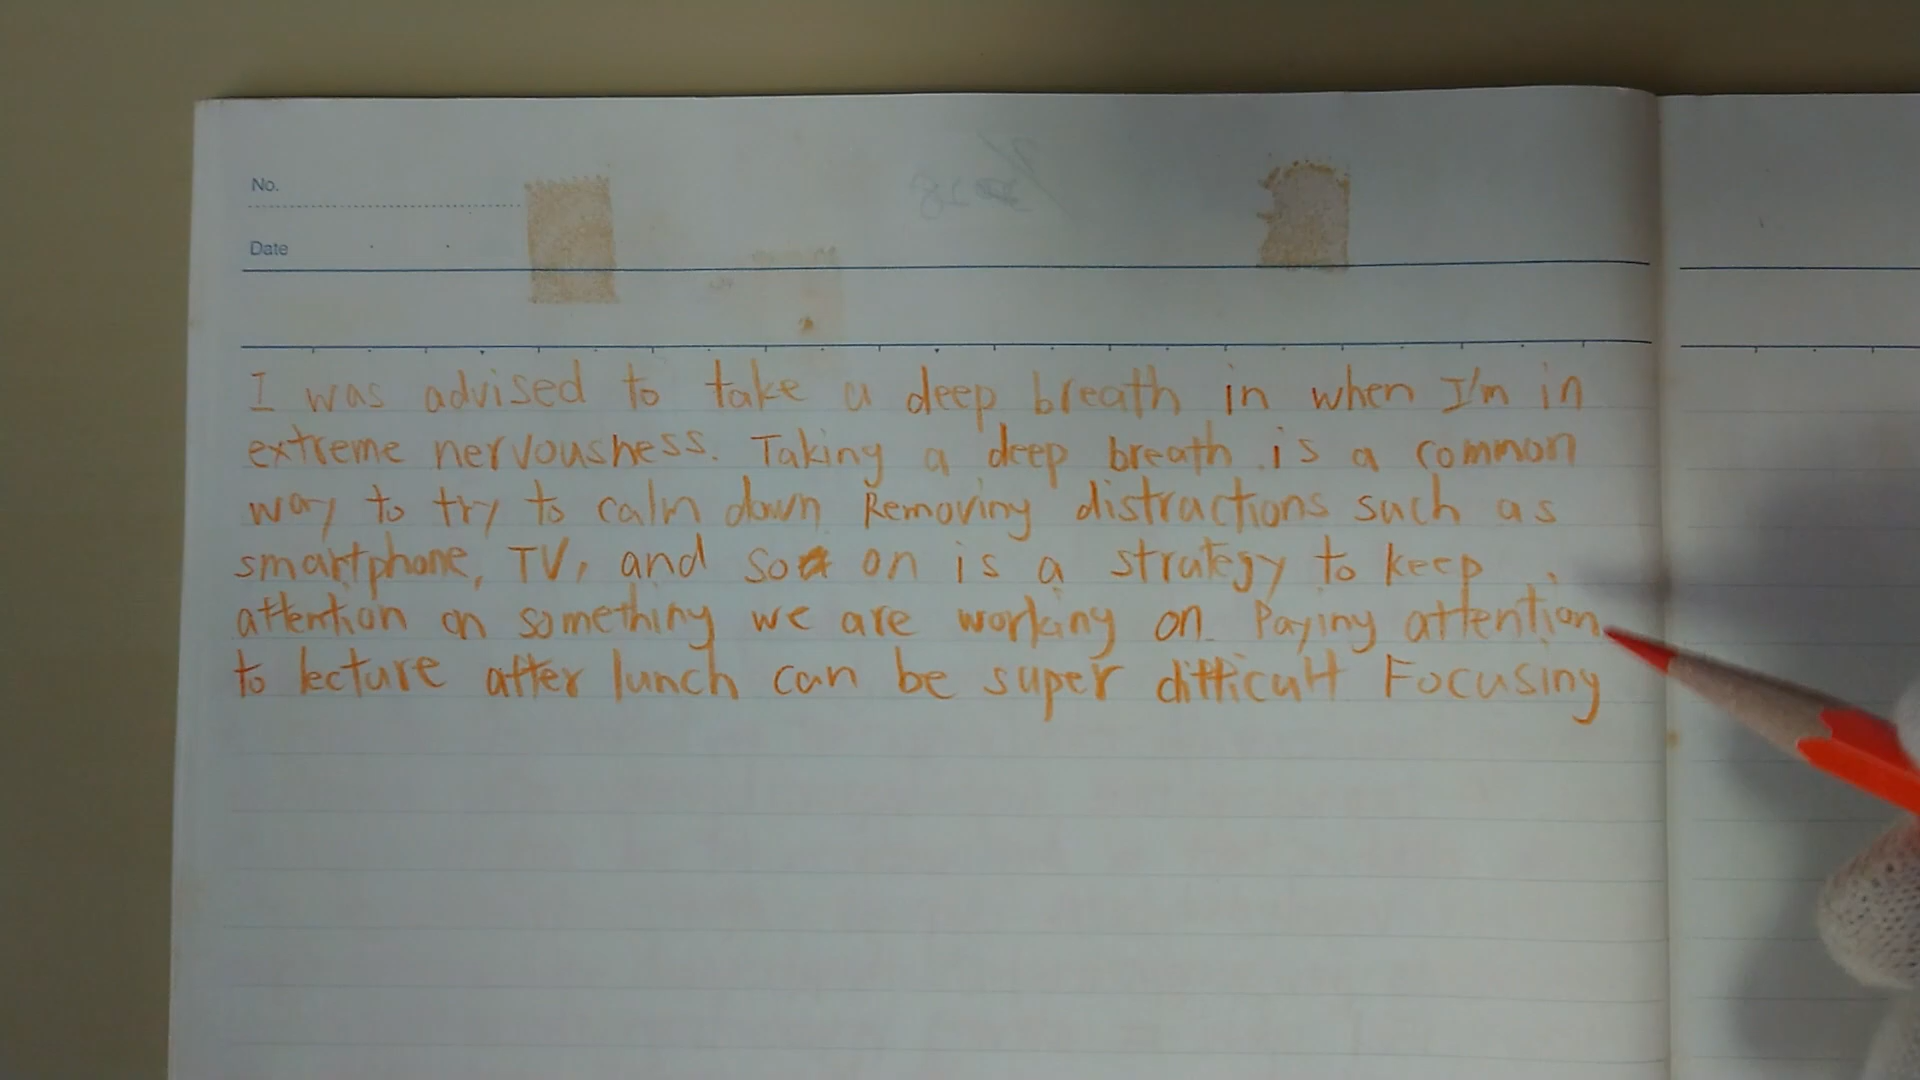 No.
Date
I was advised to take a deep breath in when I'm in
extreme nervousness. Taking a deep breath is a common
way to try to calm down. Removing distractions such as
smartphone, TV, and so on is a strategy to keep
attention on something we are working on. Paying attention
to lecture after lunch can be super difficult Focusing